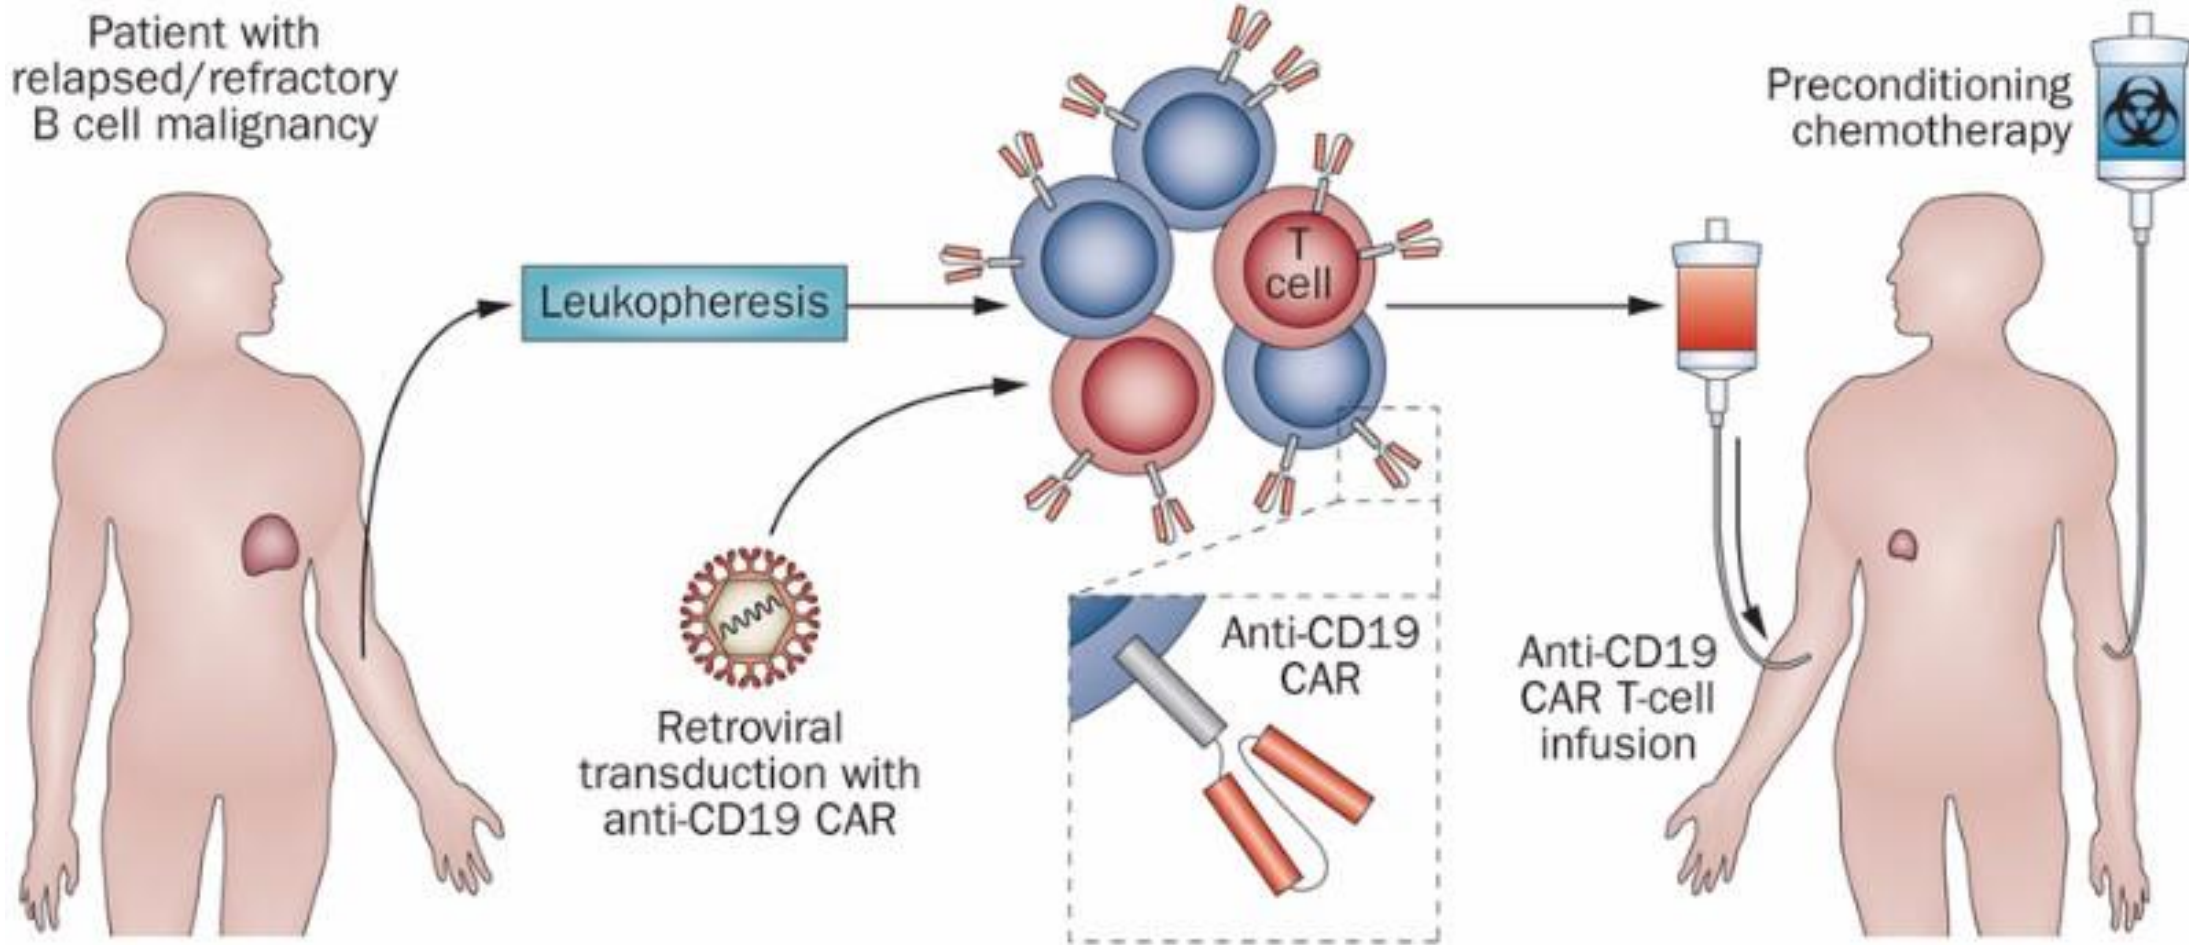 Patient with
relapsed/refractory
B cell malignancy
Leukopheresis
Retroviral
transduction with
anti-CD19 CAR
T
cell
Anti-CD19
CAR
Anti-CD19
CAR T-cell
infusion
Preconditioning
chemotherapy